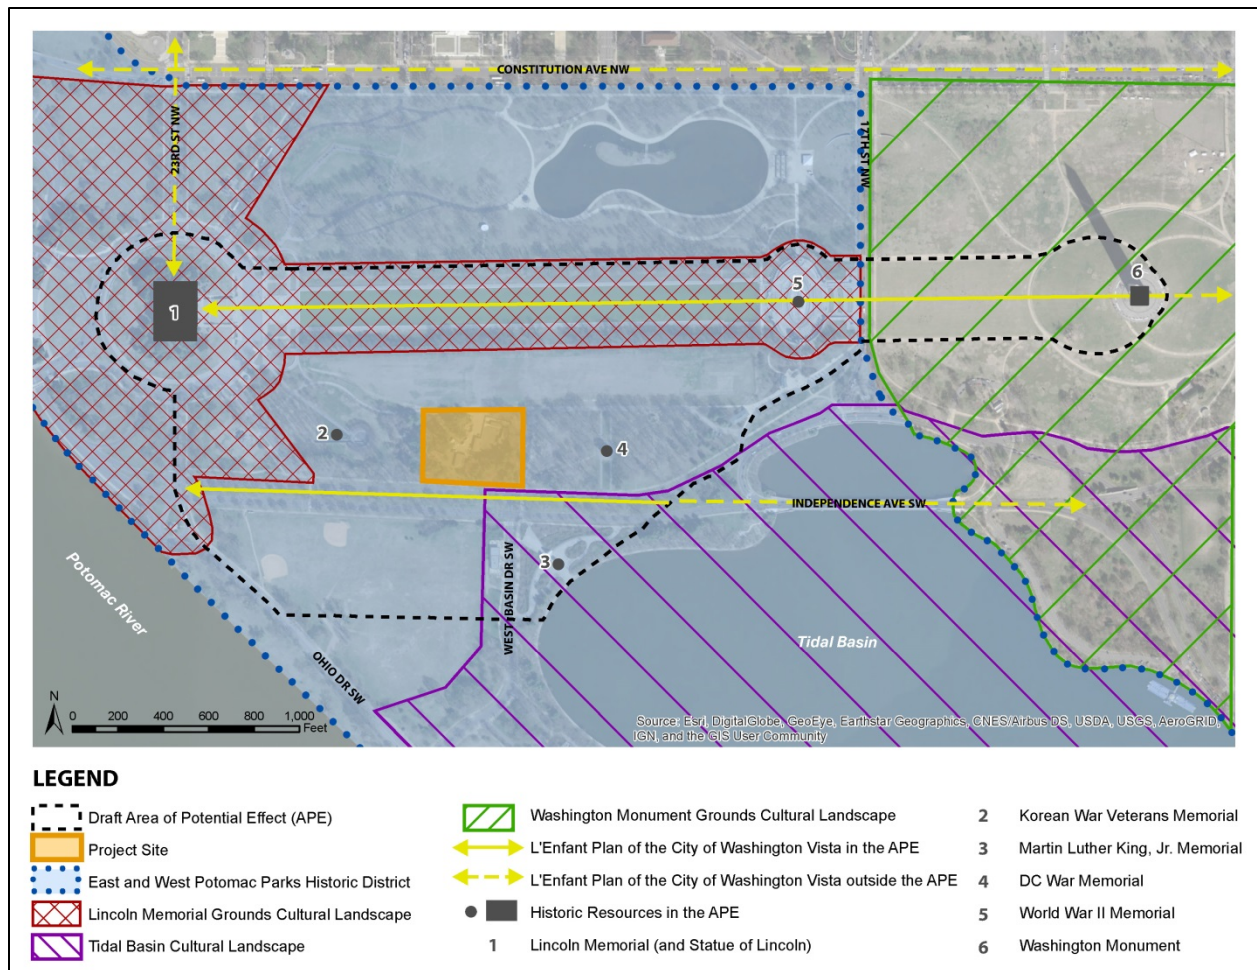 CONSTITUTION AVE NW
23RD ST NW
17TH ST NW
1
5
6
2
4
INDEPENDENCE AVE SW
3
WEST BASIN DR SW
Potomac River
Tidal Basin
OHIO DR SW
N
0 200 400 600 800 1,000
Feet
Source: Esri, DigitalGlobe, GeoEye, Earthstar Geographics, CNES/Airbus DS, USDA, USGS, AeroGRID,
IGN, and the GIS User Community
LEGEND
Draft Area of Potential Effect (APE)
Project Site
East and West Potomac Parks Historic District
Lincoln Memorial Grounds Cultural Landscape
Tidal Basin Cultural Landscape
Washington Monument Grounds Cultural Landscape
L'Enfant Plan of the City of Washington Vista in the APE
L'Enfant Plan of the City of Washington Vista outside the APE
Historic Resources in the APE
1 Lincoln Memorial (and Statue of Lincoln)
2 Korean War Veterans Memorial
3 Martin Luther King, Jr. Memorial
4 DC War Memorial
5 World War II Memorial
6 Washington Monument